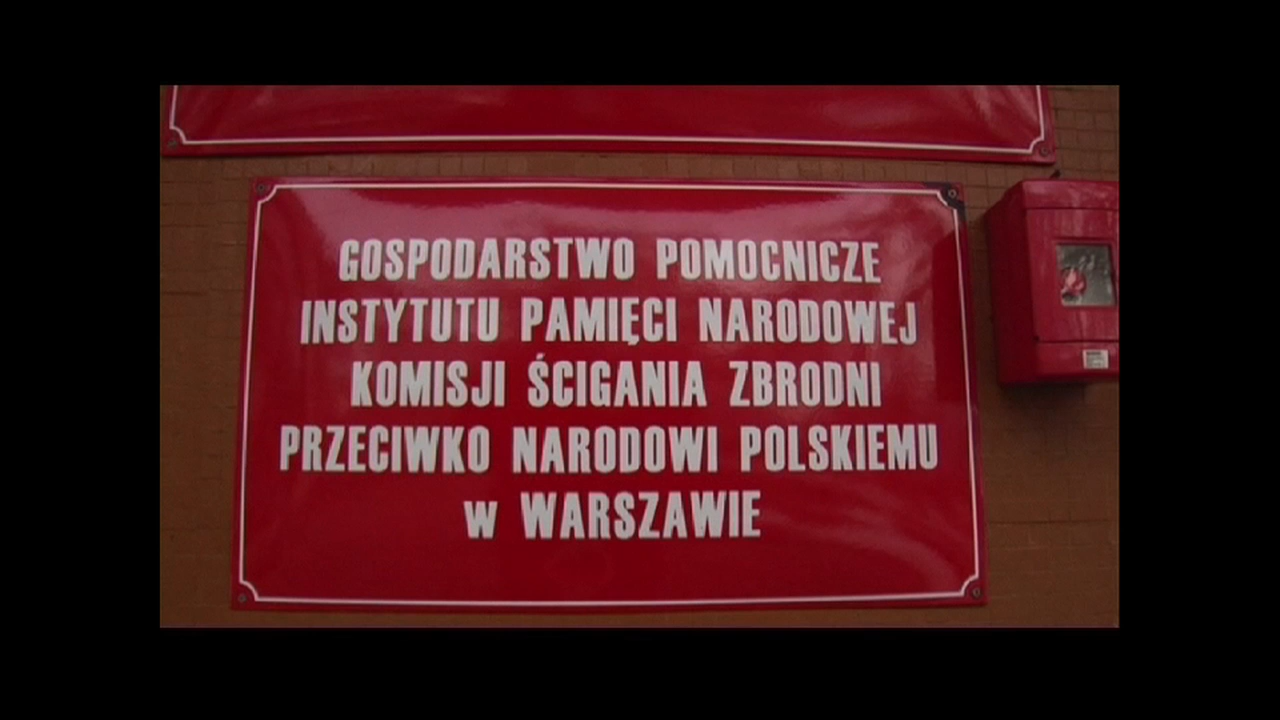 GOSPODARSTWO POMOCNICZE
INSTYTUTU PAMIĘCI NARODOWEJ
KOMISJI ŚCIGANIA ZBRODNI
PRZECIWKO NARODOWI POLSKIEMU
w WARSZAWIE